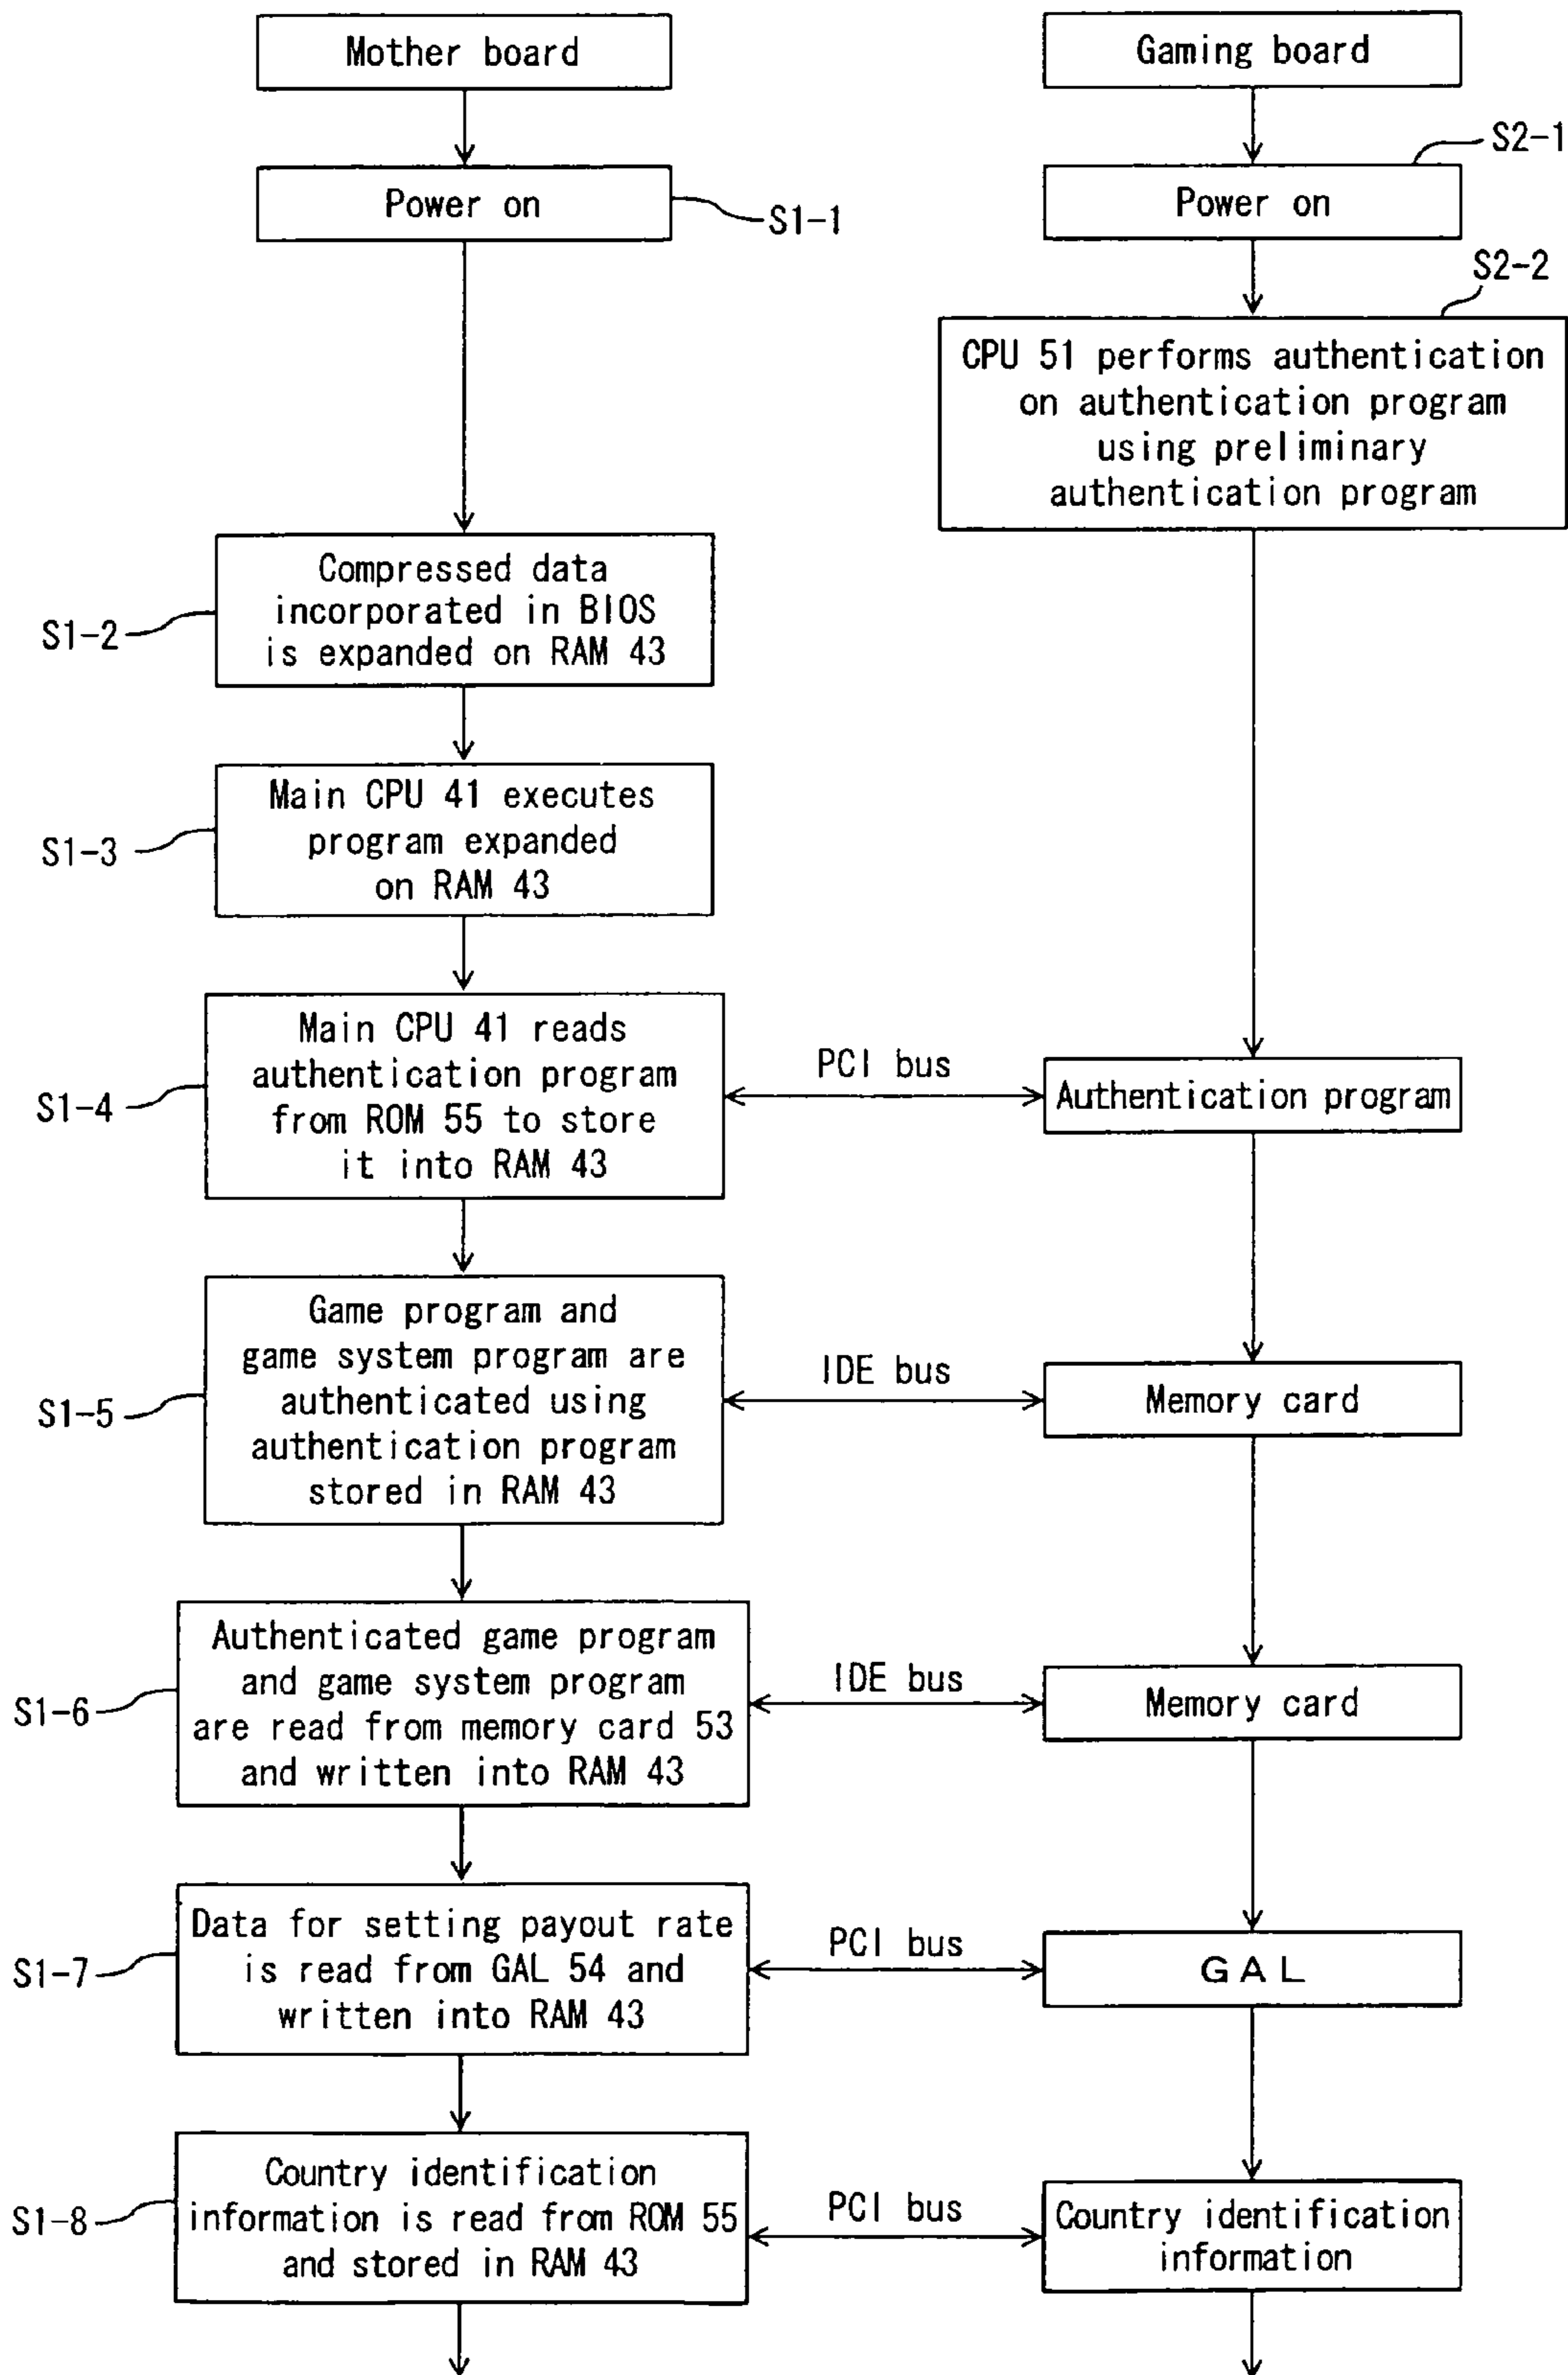 Mother board
Gaming board
S2-1
Power on
S1-1
Power on
S2-2
CPU 51 performs authentication
on authentication program
using preliminary
authentication program
Compressed data
incorporated in BIOS
is expanded on RAM 43
S1-2
Main CPU 41 executes
program expanded
on RAM 43
S1-3
Main CPU 41 reads
authentication program
from ROM 55 to store
it into RAM 43
S1-4
PCI bus
Authentication program
Game program and
game system program are
authenticated using
authentication program
stored in RAM 43
S1-5
IDE bus
Memory card
Authenticated game program
and game system program
are read from memory card 53
and written into RAM 43
S1-6
IDE bus
Memory card
Data for setting payout rate
is read from GAL 54 and
written into RAM 43
S1-7
PCI bus
GAL
Country identification
information is read from ROM 55
and stored in RAM 43
S1-8
PCI bus
Country identification
information